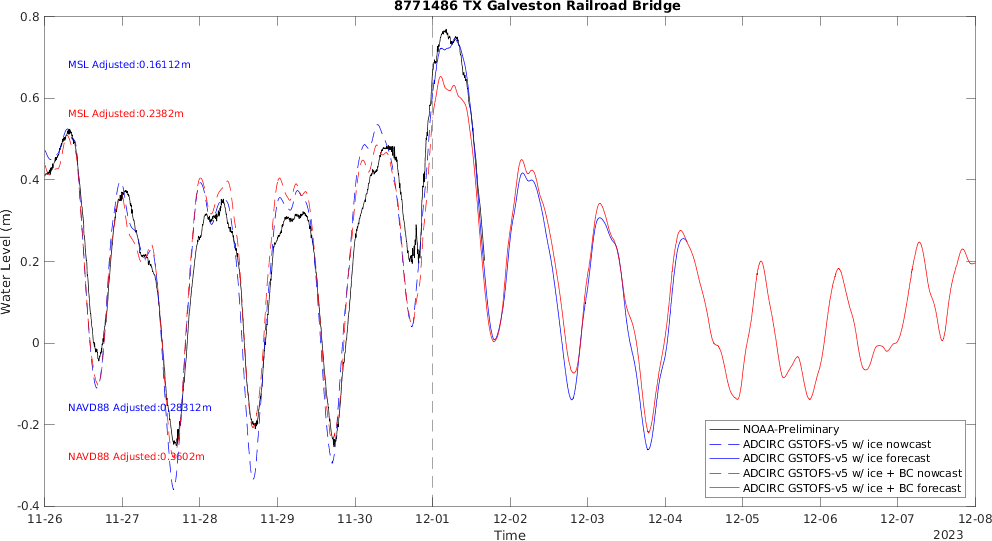 8771486 TX Galveston Railroad Bridge
0.8
0.6
0.4
0.2
0
-0.2
-0.4
Water Level (m)
MSL Adjusted:0.16112m
MSL Adjusted:0.2382m
NAVD88 Adjusted:0.28312m
NAVD88 Adjusted:0.3602m
NOAA-Preliminary
ADCIRC GSTOFS-v5 w/ ice nowcast
ADCIRC GSTOFS-v5 w/ ice forecast
ADCIRC GSTOFS-v5 w/ ice + BC nowcast
ADCIRC GSTOFS-v5 w/ ice + BC forecast
11-26 11-27 11-28 11-29 11-30 12-01 12-02 12-03 12-04 12-05 12-06 12-07 12-08
Time
2023